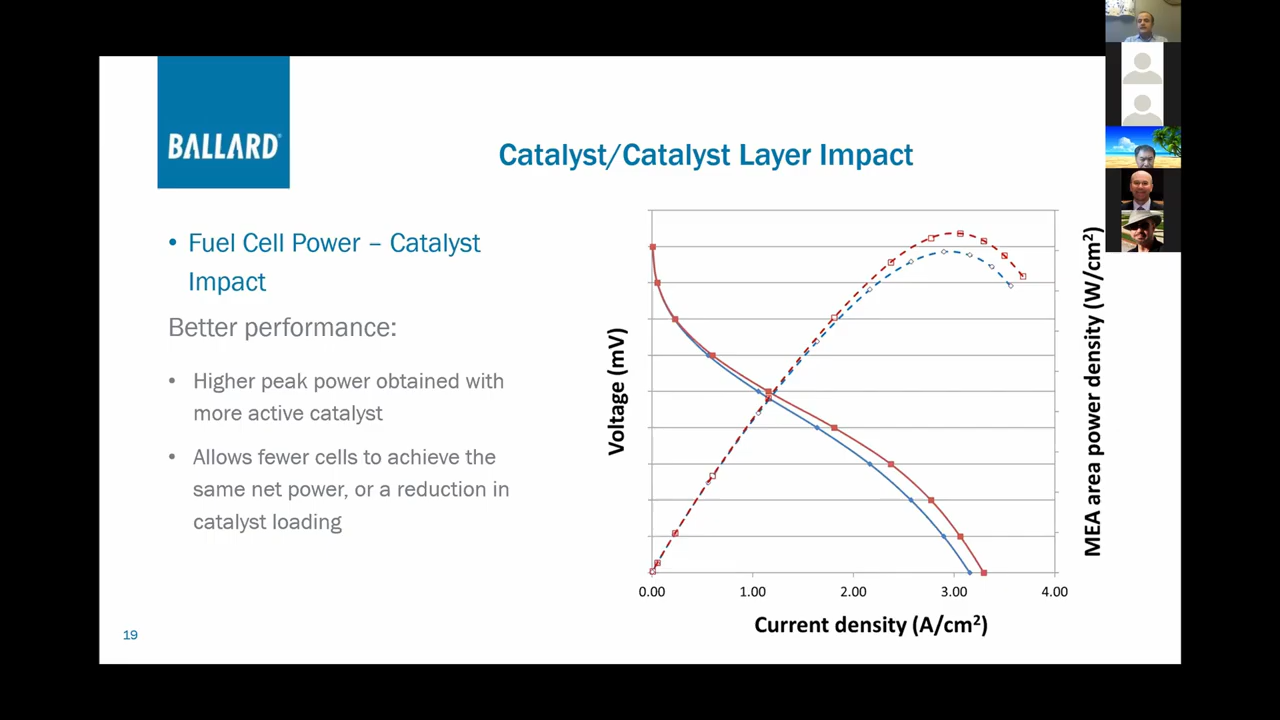 BALLARD®
Catalyst/Catalyst Layer Impact
• Fuel Cell Power – Catalyst
Impact
Better performance:
• Higher peak power obtained with
more active catalyst
• Allows fewer cells to achieve the
same net power, or a reduction in
catalyst loading
Voltage (mV)
MEA area power density (W/cm²)
0.00 1.00 2.00 3.00 4.00
Current density (A/cm²)
19